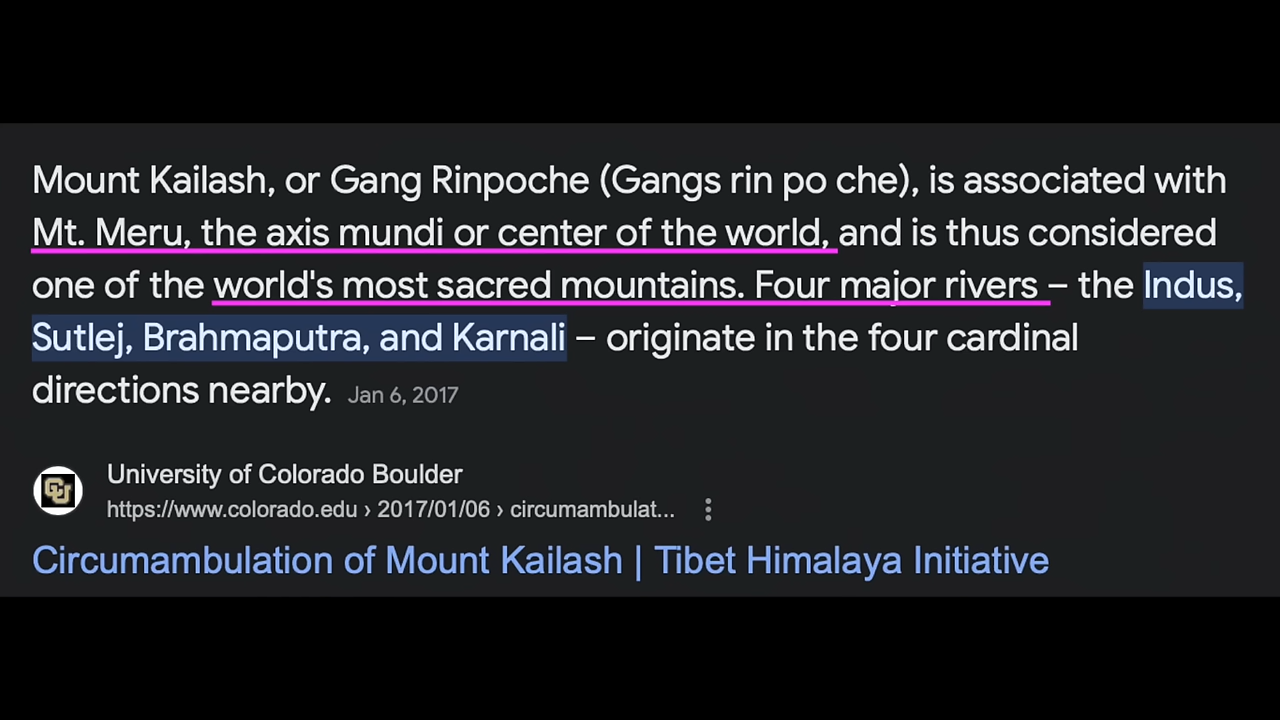 Mount Kailash, or Gang Rinpoche (Gangs rin po che), is associated with
Mt. Meru, the axis mundi or center of the world, and is thus considered
one of the world's most sacred mountains. Four major rivers – the Indus,
Sutlej, Brahmaputra, and Karnali – originate in the four cardinal
directions nearby. Jan 6, 2017
University of Colorado Boulder
https://www.colorado.edu › 2017/01/06 › circumambulat...
Circumambulation of Mount Kailash | Tibet Himalaya Initiative